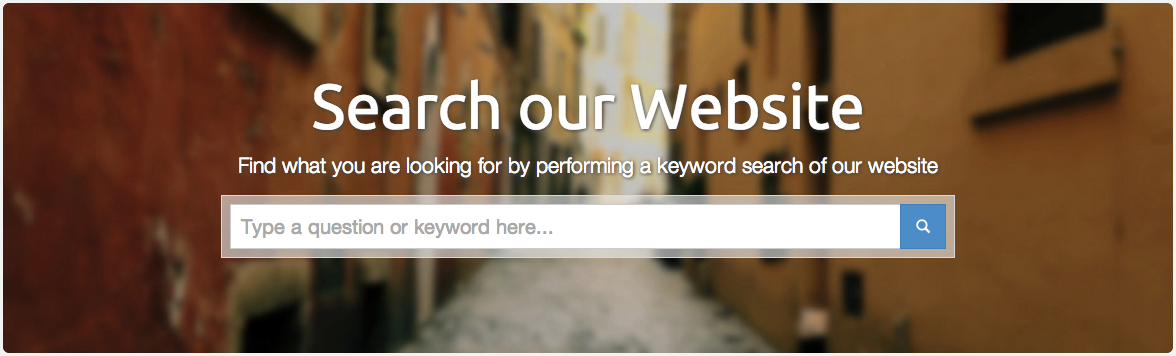 Search our Website
Find what you are looking for by performing a keyword search of our website
Type a question or keyword here...